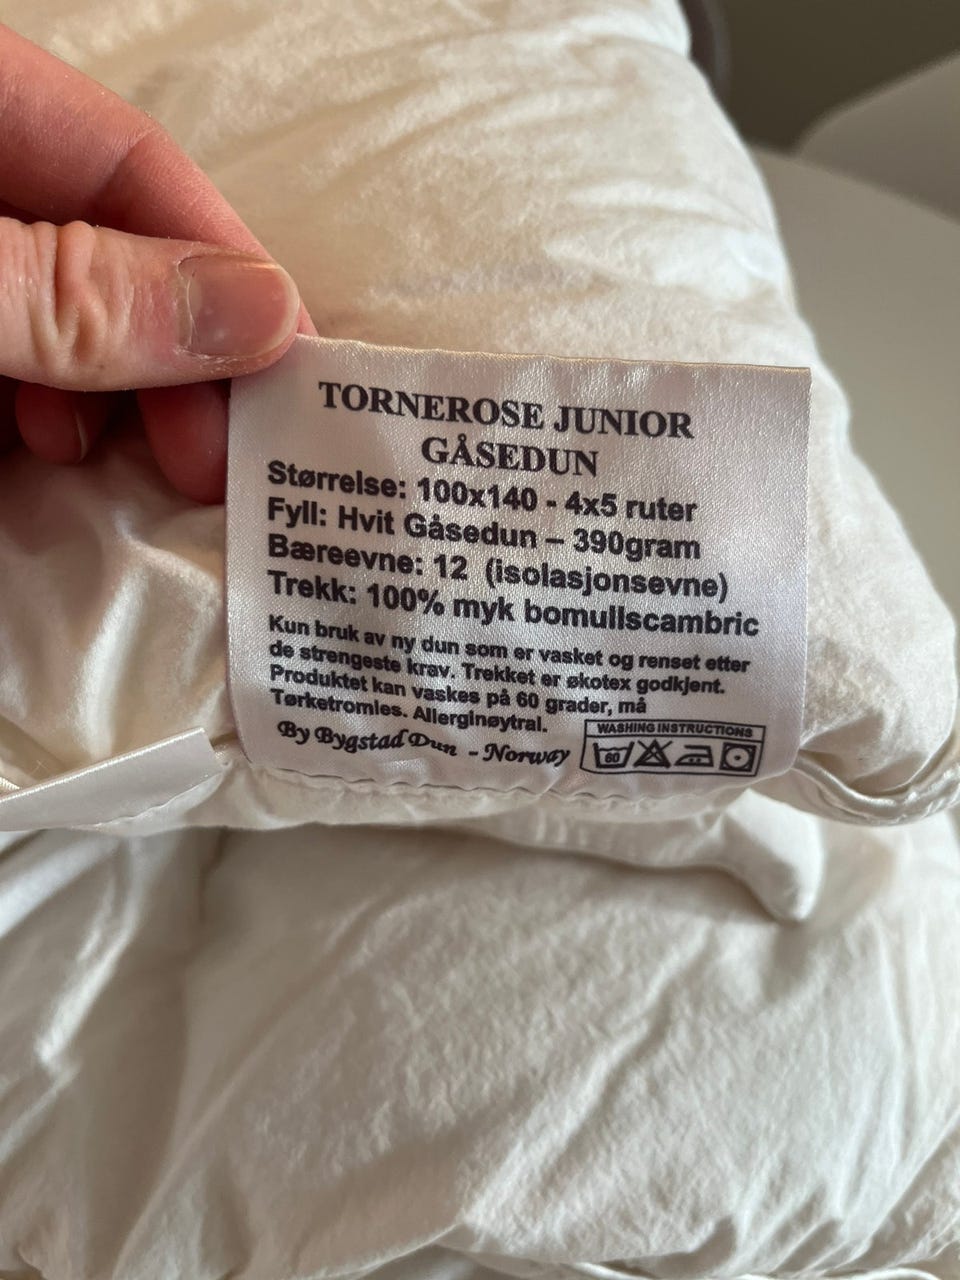 TORNEROSE JUNIOR
GÅSEDUN
Størrelse: 100x140 - 4x5 ruter
Fyll: Hvit Gåsedun – 390gram
Bæreevne: 12 (isolasjonsevne)
Trekk: 100% myk bomullscambric
Kun bruk av ny dun som er vasket og renset etter
de strengeste krav. Trekket er økotex godkjent.
Produktet kan vaskes på 60 grader, må
Tørketromles. Allerginøytral.
By Bygstad Dun - Norway
WASHING INSTRUCTIONS
60